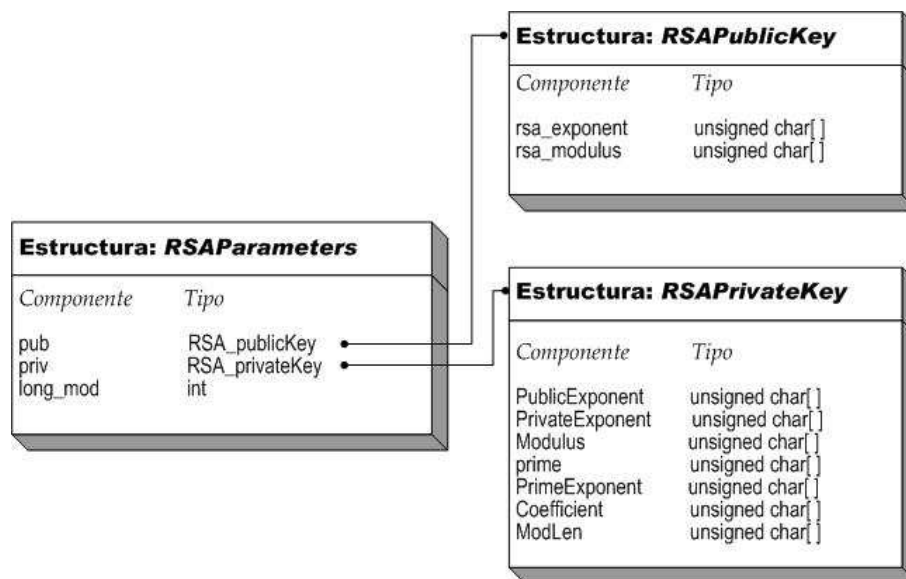 Estructura: RSAPublicKey
Componente Tipo
rsa_exponent unsigned char[ ]
rsa_modulus unsigned char[ ]
Estructura: RSAParameters
Componente Tipo
pub RSA_publicKey
priv RSA_privateKey
long_mod int
Estructura: RSAPrivateKey
Componente Tipo
PublicExponent unsigned char[ ]
PrivateExponent unsigned char[ ]
Modulus unsigned char[ ]
prime unsigned char[ ]
PrimeExponent unsigned char[ ]
Coefficient unsigned char[ ]
ModLen unsigned char[ ]